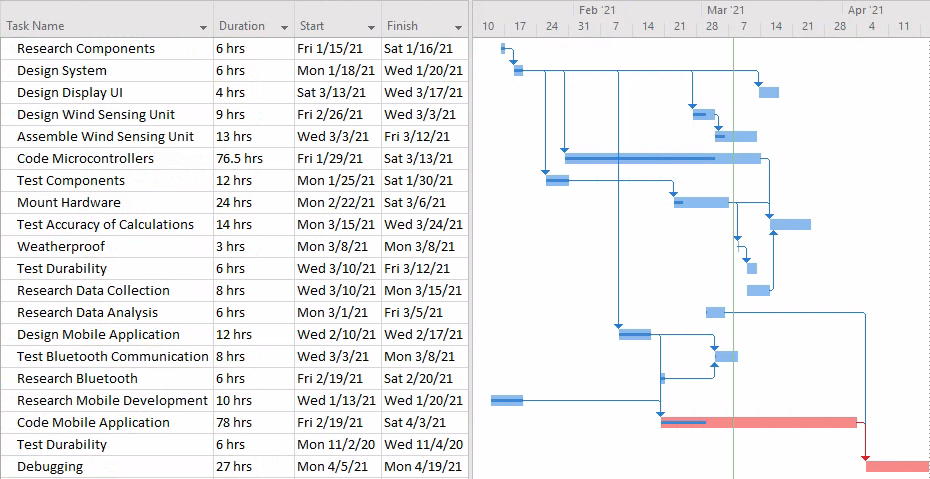 Feb '21 Mar '21 Apr '21
Task Name Duration Start Finish 10 17 24 31 7 14 21 28 7 14 21 28 4 11
Research Components 6 hrs Fri 1/15/21 Sat 1/16/21
Design System 6 hrs Mon 1/18/21 Wed 1/20/21
Design Display UI 4 hrs Sat 3/13/21 Wed 3/17/21
Design Wind Sensing Unit 9 hrs Fri 2/26/21 Wed 3/3/21
Assemble Wind Sensing Unit 13 hrs Wed 3/3/21 Fri 3/12/21
Code Microcontrollers 76.5 hrs Fri 1/29/21 Sat 3/13/21
Test Components 12 hrs Mon 1/25/21 Sat 1/30/21
Mount Hardware 24 hrs Mon 2/22/21 Sat 3/6/21
Test Accuracy of Calculations 14 hrs Mon 3/15/21 Wed 3/24/21
Weatherproof 3 hrs Mon 3/8/21 Mon 3/8/21
Test Durability 6 hrs Wed 3/10/21 Fri 3/12/21
Research Data Collection 8 hrs Wed 3/10/21 Mon 3/15/21
Research Data Analysis 6 hrs Mon 3/1/21 Fri 3/5/21
Design Mobile Application 12 hrs Wed 2/10/21 Wed 2/17/21
Test Bluetooth Communication 8 hrs Wed 3/3/21 Mon 3/8/21
Research Bluetooth 6 hrs Fri 2/19/21 Sat 2/20/21
Research Mobile Development 10 hrs Wed 1/13/21 Wed 1/20/21
Code Mobile Application 78 hrs Fri 2/19/21 Sat 4/3/21
Test Durability 6 hrs Mon 11/2/20 Wed 11/4/20
Debugging 27 hrs Mon 4/5/21 Mon 4/19/21